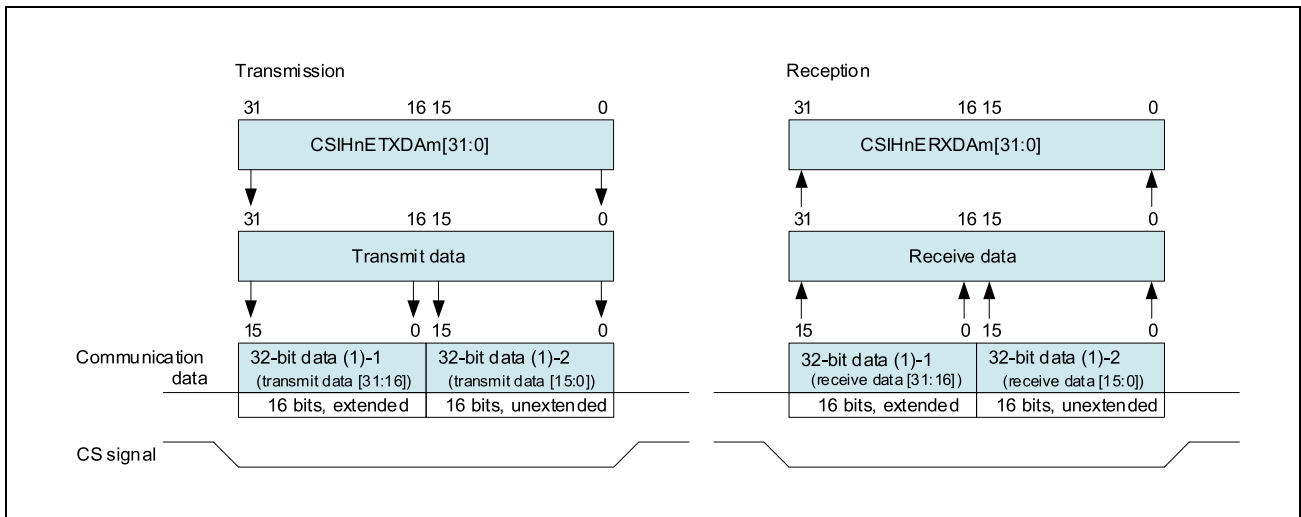 Transmission
31 16 15 0
CSIHnETXDAm[31:0]
31 16 15 0
Transmit data
15 0 15 0
Communication
data
32-bit data (1)-1
(transmit data [31:16])
32-bit data (1)-2
(transmit data [15:0])
16 bits, extended
16 bits, unextended
CS signal
Reception
31 16 15 0
CSIHnERXDAm[31:0]
31 16 15 0
Receive data
15 0 15 0
32-bit data (1)-1
(receive data [31:16])
32-bit data (1)-2
(receive data [15:0])
16 bits, extended
16 bits, unextended